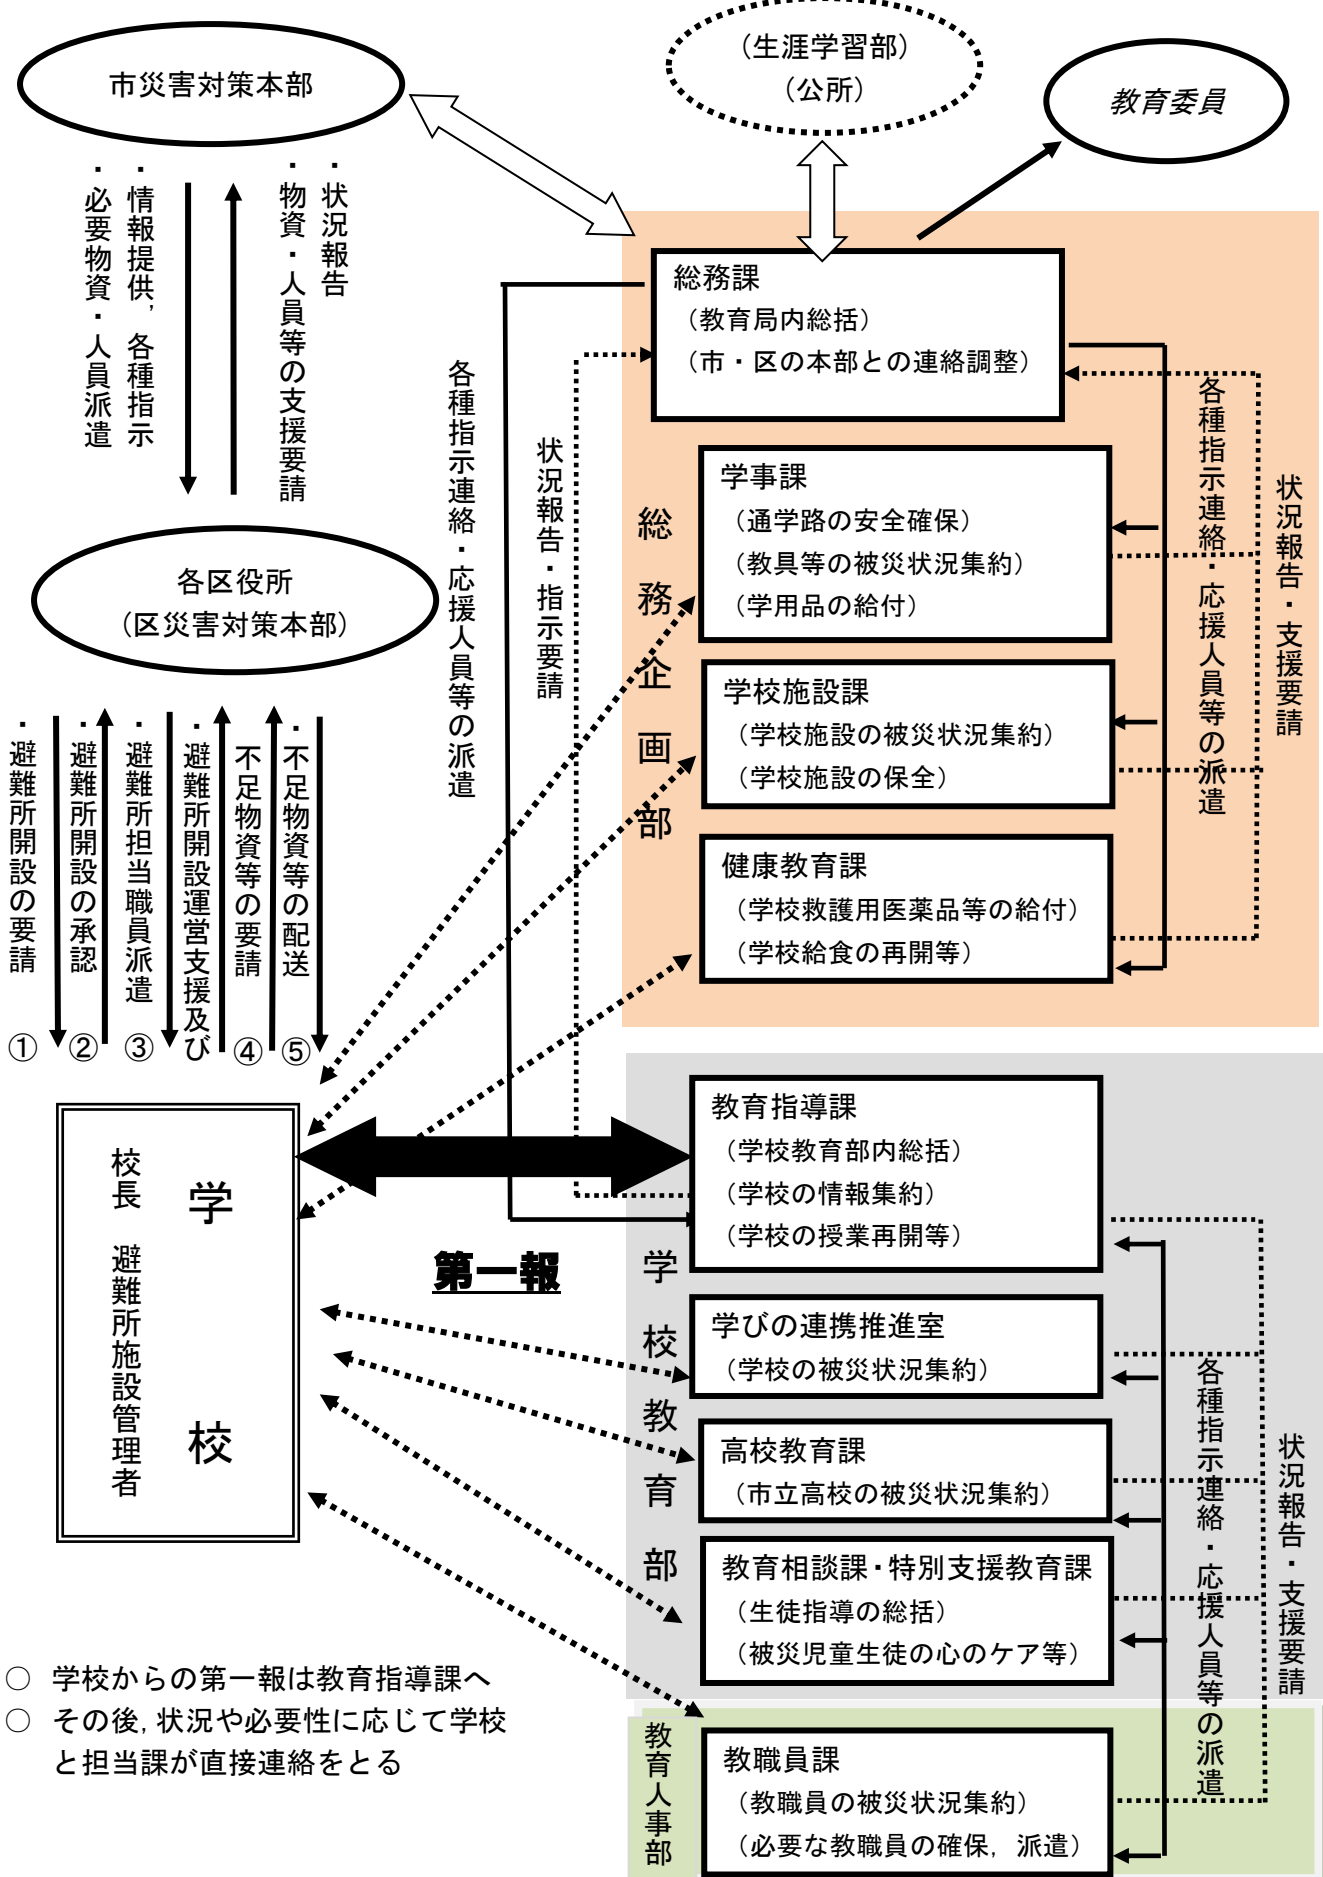 市災害対策本部
(生涯学習部)
(公所)
教育委員
・状況報告
・物資・人員等の支援要請
・情報提供，各種指示
・必要物資・人員派遣
総務課
(教育局内総括)
(市・区の本部との連絡調整)
各種指示連絡・応援人員等の派遣
状況報告・指示要請
総務企画部
学事課
(通学路の安全確保)
(教具等の被災状況集約)
(学用品の給付)
学校施設課
(学校施設の被災状況集約)
(学校施設の保全)
健康教育課
(学校救護用医薬品等の給付)
(学校給食の再開等)
各種指示連絡・応援人員等の派遣
状況報告・支援要請
各区役所
(区災害対策本部)
・避難所開設の要請 ①
・避難所開設の承認 ②
・避難所担当職員派遣 ③
・避難所開設運営支援及び
不足物資等の要請 ④
・不足物資等の配送 ⑤
学校
校長 避難所施設管理者
第一報
学校教育部
教育指導課
(学校教育部内総括)
(学校の情報集約)
(学校の授業再開等)
学びの連携推進室
(学校の被災状況集約)
高校教育課
(市立高校の被災状況集約)
教育相談課・特別支援教育課
(生徒指導の総括)
(被災児童生徒の心のケア等)
各種指示連絡・応援人員等の派遣
状況報告・支援要請
教育人事部
教職員課
(教職員の被災状況集約)
(必要な教職員の確保，派遣)
○ 学校からの第一報は教育指導課へ
○ その後，状況や必要性に応じて学校
と担当課が直接連絡をとる